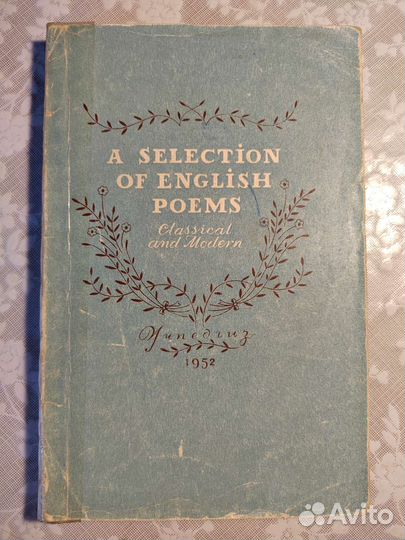 A SELECTION
OF ENGLISH
POEMS
Classical
and Modern
Учпедгиз
1952
Avito